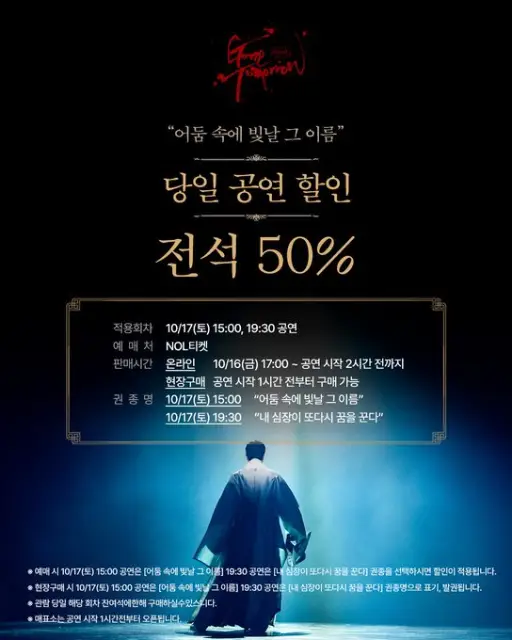 Gone Tomorrow
“어둠 속에 빛날 그 이름”
당일 공연 할인
전석 50%
적용회차 10/17(토) 15:00, 19:30 공연
예 매 처 NOL티켓
판매시간 온라인 10/16(금) 17:00 ~ 공연 시작 2시간 전까지
현장구매 공연 시작 1시간 전부터 구매 가능
권 종 명 10/17(토) 15:00 “어둠 속에 빛날 그 이름”
10/17(토) 19:30 “내 심장이 또다시 꿈을 꾼다”
※ 예매 시 10/17(토) 15:00 공연은 [어둠 속에 빛날 그 이름] 19:30 공연은 [내 심장이 또다시 꿈을 꾼다] 권종을 선택하시면 할인이 적용됩니다.
※ 현장구매 시 10/17(토) 15:00 공연은 [어둠 속에 빛날 그 이름] 19:30 공연은 [내 심장이 또다시 꿈을 꾼다] 권종명으로 표기, 발권됩니다.
※ 관람 당일 해당 회차 잔여석에한해 구매하실수있스니다.
※ 매표소는 공연 시작 1시간전부터 오픈됩니다.